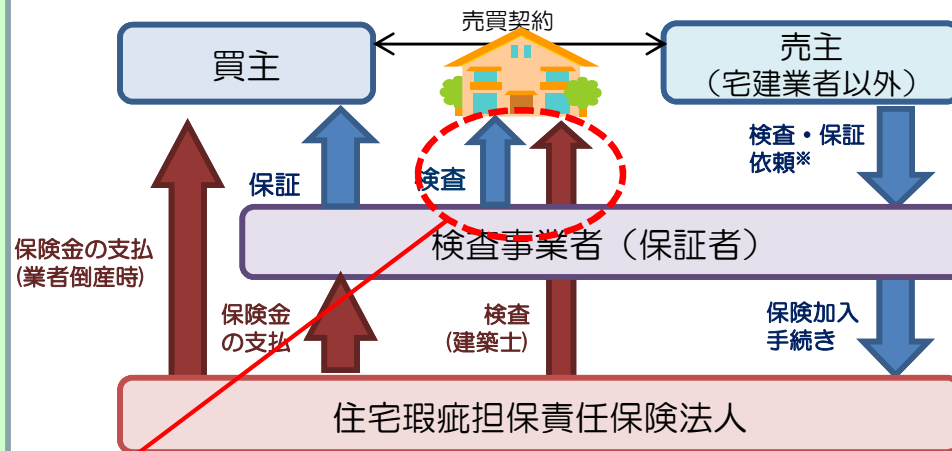 売買契約
買主
売主
（宅建業者以外）
保証
検査
検査・保証
依頼※
検査事業者（保証者）
保険金の支払
(業者倒産時)
保険金
の支払
検査
(建築士)
保険加入
手続き
住宅瑕疵担保責任保険法人